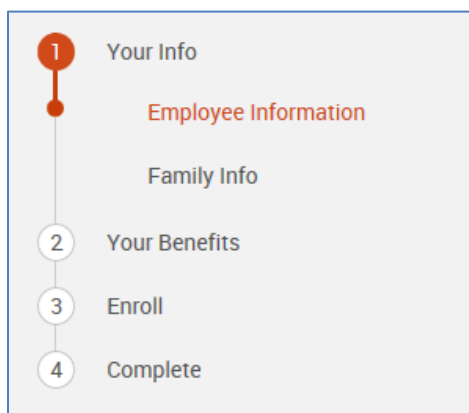 1 Your Info
Employee Information
Family Info
2 Your Benefits
3 Enroll
4 Complete